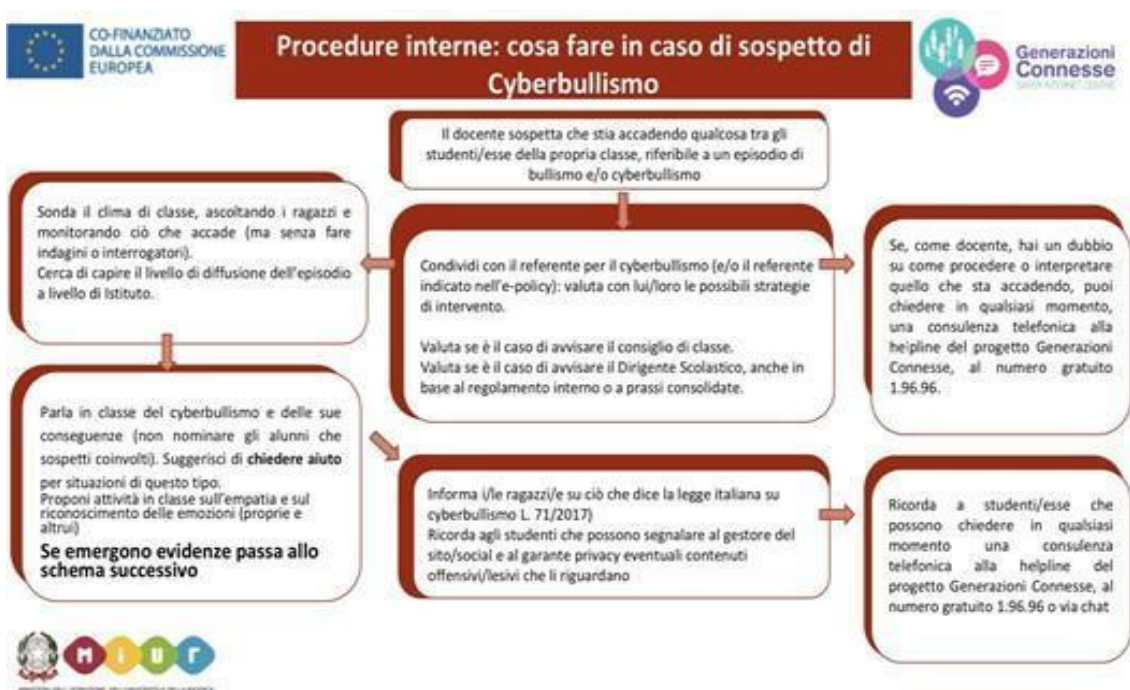 CO-FINANZIATO
DALLA COMMISSIONE
EUROPEA
Procedure interne: cosa fare in caso di sospetto di
Cyberbullismo
Generazioni
Connesse
SAFER INTERNET CENTRE
Il docente sospetta che stia accadendo qualcosa tra gli
studenti/esse della propria classe, riferibile a un episodio di
bullismo e/o cyberbullismo
Sonda il clima di classe, ascoltando i ragazzi e
monitorando ciò che accade (ma senza fare
indagini o interrogatori).
Cerca di capire il livello di diffusione dell'episodio
a livello di Istituto.
Condividi con il referente per il cyberbullismo (e/o il referente
indicato nell'e-policy): valuta con lui/loro le possibili strategie
di intervento.
Valuta se è il caso di avvisare il consiglio di classe.
Valuta se è il caso di avvisare il Dirigente Scolastico, anche in
base al regolamento interno o a prassi consolidate.
Se, come docente, hai un dubbio
su come procedere o interpretare
quello che sta accadendo, puoi
chiedere in qualsiasi momento,
una consulenza telefonica alla
helpline del progetto Generazioni
Connesse, al numero gratuito
1.96.96.
Parla in classe del cyberbullismo e delle sue
conseguenze (non nominare gli alunni che
sospetti coinvolti). Suggerisci di chiedere aiuto
per situazioni di questo tipo.
Proponi attività in classe sull'empatia e sul
riconoscimento delle emozioni (proprie e
altrui)
Se emergono evidenze passa allo
schema successivo
Informa i/le ragazzi/e su ciò che dice la legge italiana su
cyberbullismo L. 71/2017)
Ricorda agli studenti che possono segnalare al gestore del
sito/social e al garante privacy eventuali contenuti
offensivi/lesivi che li riguardano
Ricorda a studenti/esse che
possono chiedere in qualsiasi
momento una consulenza
telefonica alla helpline del
progetto Generazioni Connesse, al
numero gratuito 1.96.96 o via chat
miur